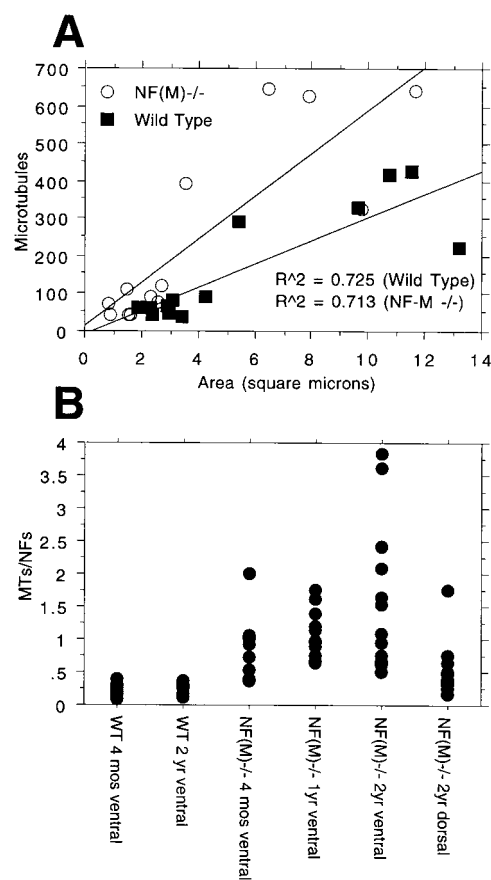 A
700
600
500
400
300
200
100
0
Microtubules
NF(M)-/-
Wild Type
R^2 = 0.725 (Wild Type)
R^2 = 0.713 (NF-M -/-)
0 2 4 6 8 10 12 14
Area (square microns)
B
4
3.5
3
2.5
2
1.5
1
.5
0
MTs/NFs
WT 4 mos ventral
WT 2 yr ventral
NF(M)-/- 4 mos ventral
NF(M)-/- 1yr ventral
NF(M)-/- 2yr ventral
NF(M)-/- 2yr dorsal